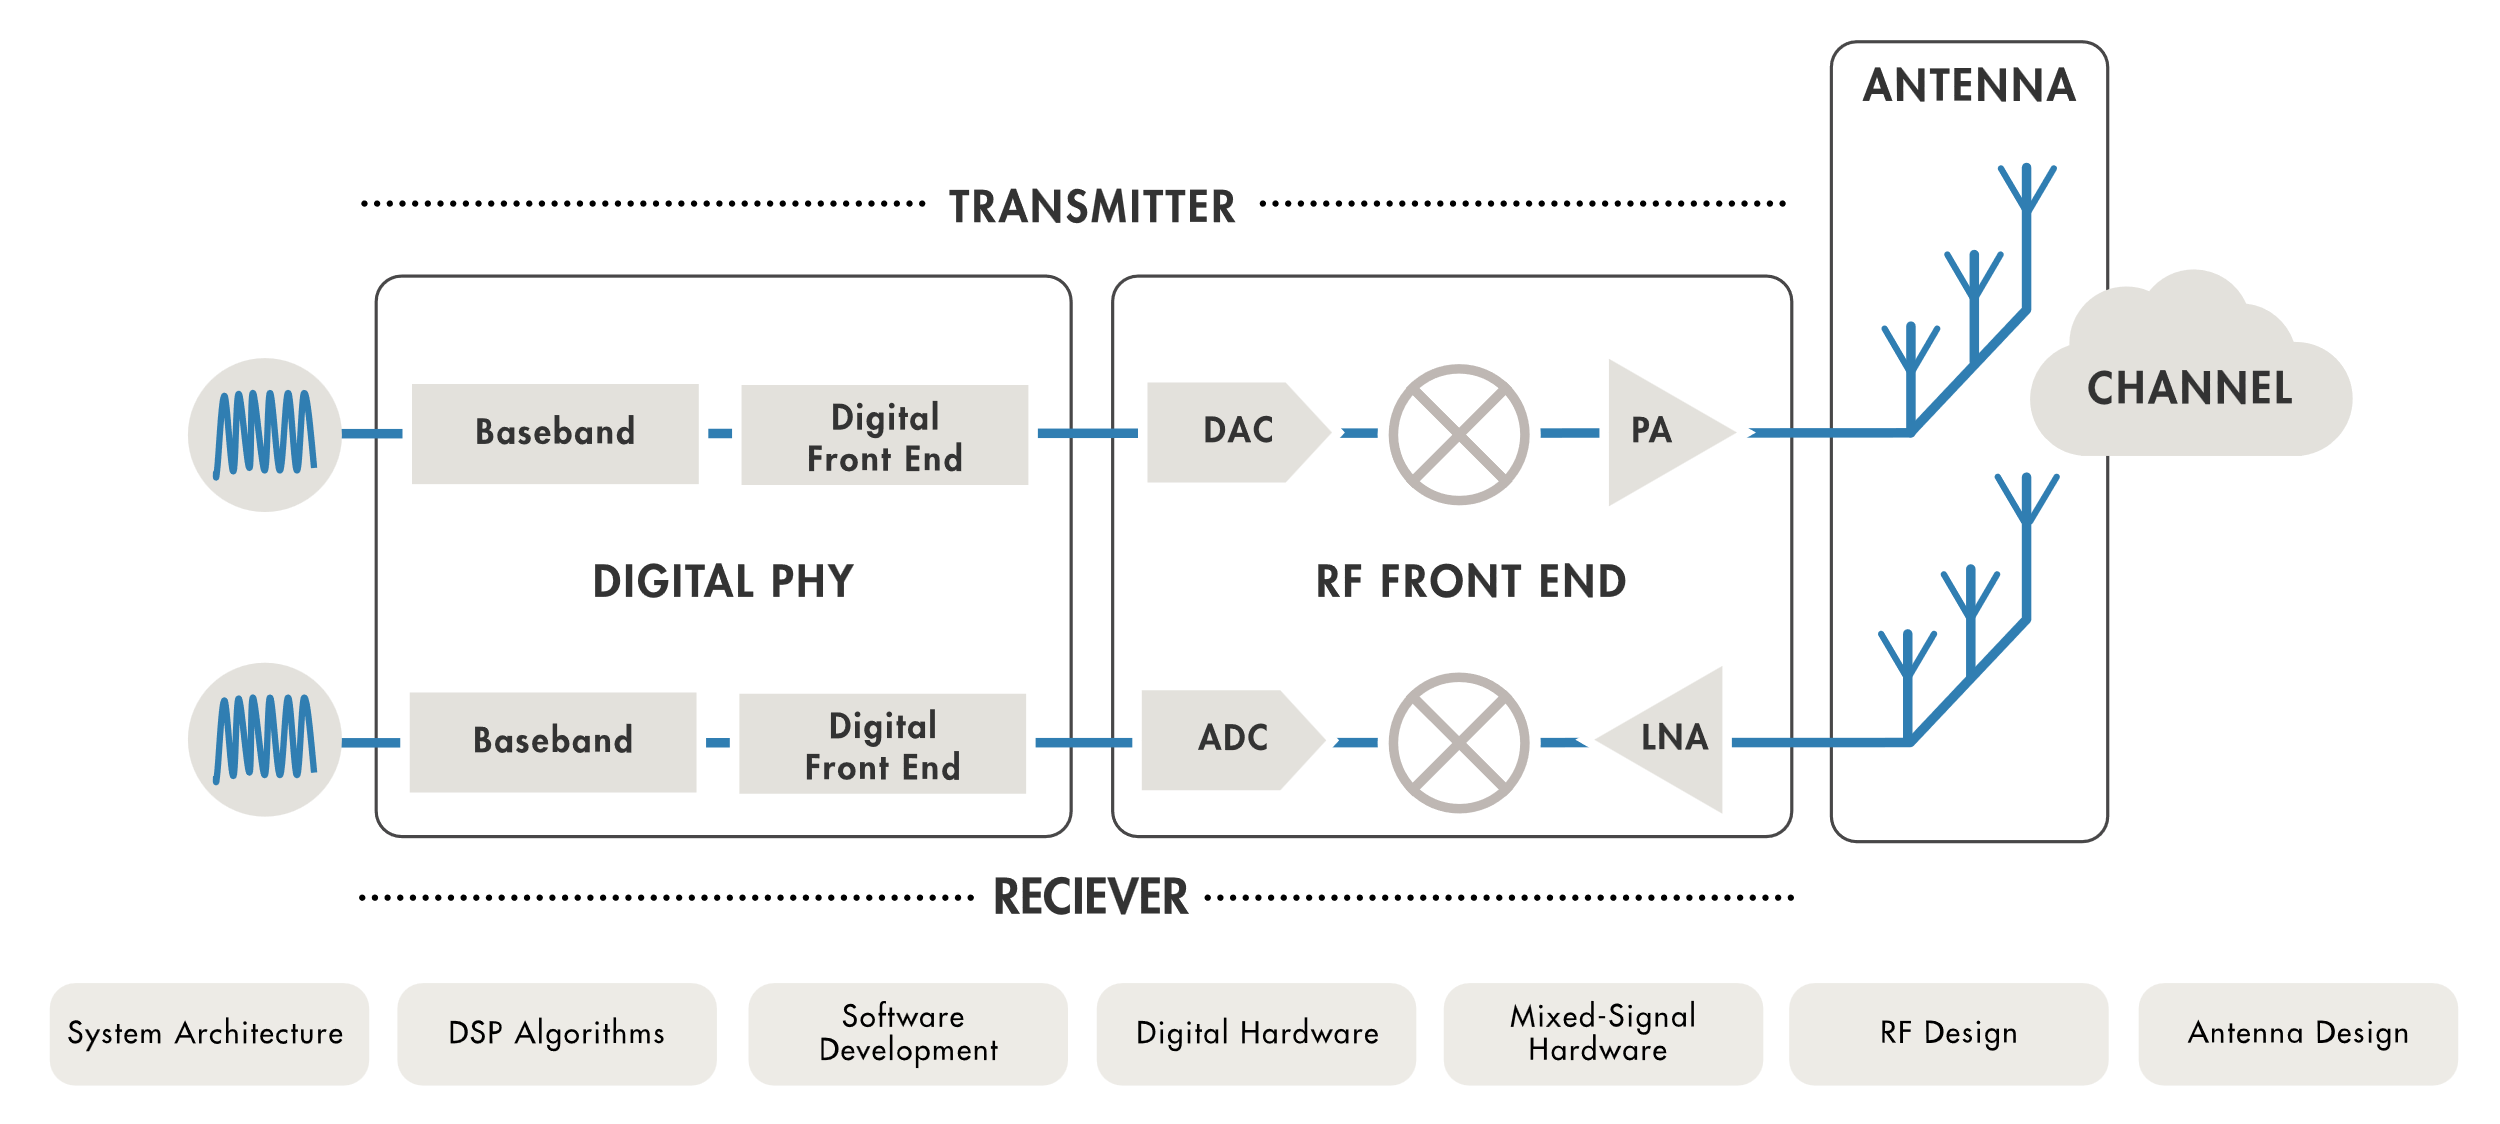 ANTENNA
TRANSMITTER
Baseband
Digitl
Front End
DAC
PA
CHANNEL
DIGITAL PHY
RF FRONT END
Baseband
Digital
Front End
ADC
LNA
RECIEVER
System Architecture
DSP Algorithms
Software
Development
Digital Hardware
Mixed-Signal
Hardware
RF Design
Antenna Design